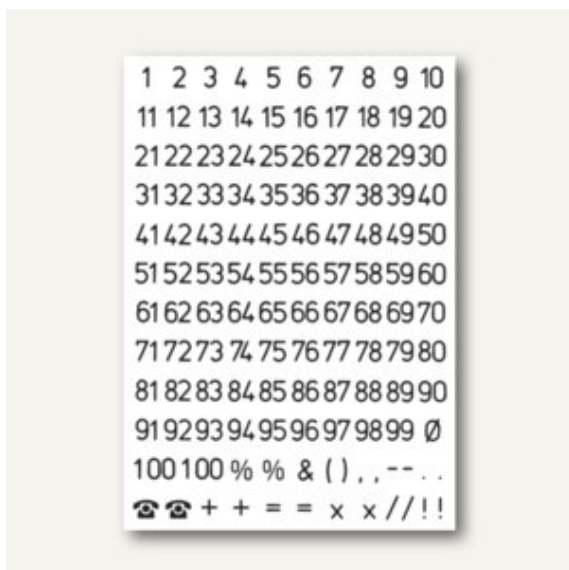 1 2 3 4 5 6 7 8 9 10
11 12 13 14 15 16 17 18 19 20
21 22 23 24 25 26 27 28 29 30
31 32 33 34 35 36 37 38 39 40
41 42 43 44 45 46 47 48 49 50
51 52 53 54 55 56 57 58 59 60
61 62 63 64 65 66 67 68 69 70
71 72 73 74 75 76 77 78 79 80
81 82 83 84 85 86 87 88 89 90
91 92 93 94 95 96 97 98 99 Ø
100 100 % % & ( ) , , - - . .
☎ ☎ + + = = x x / / ! !